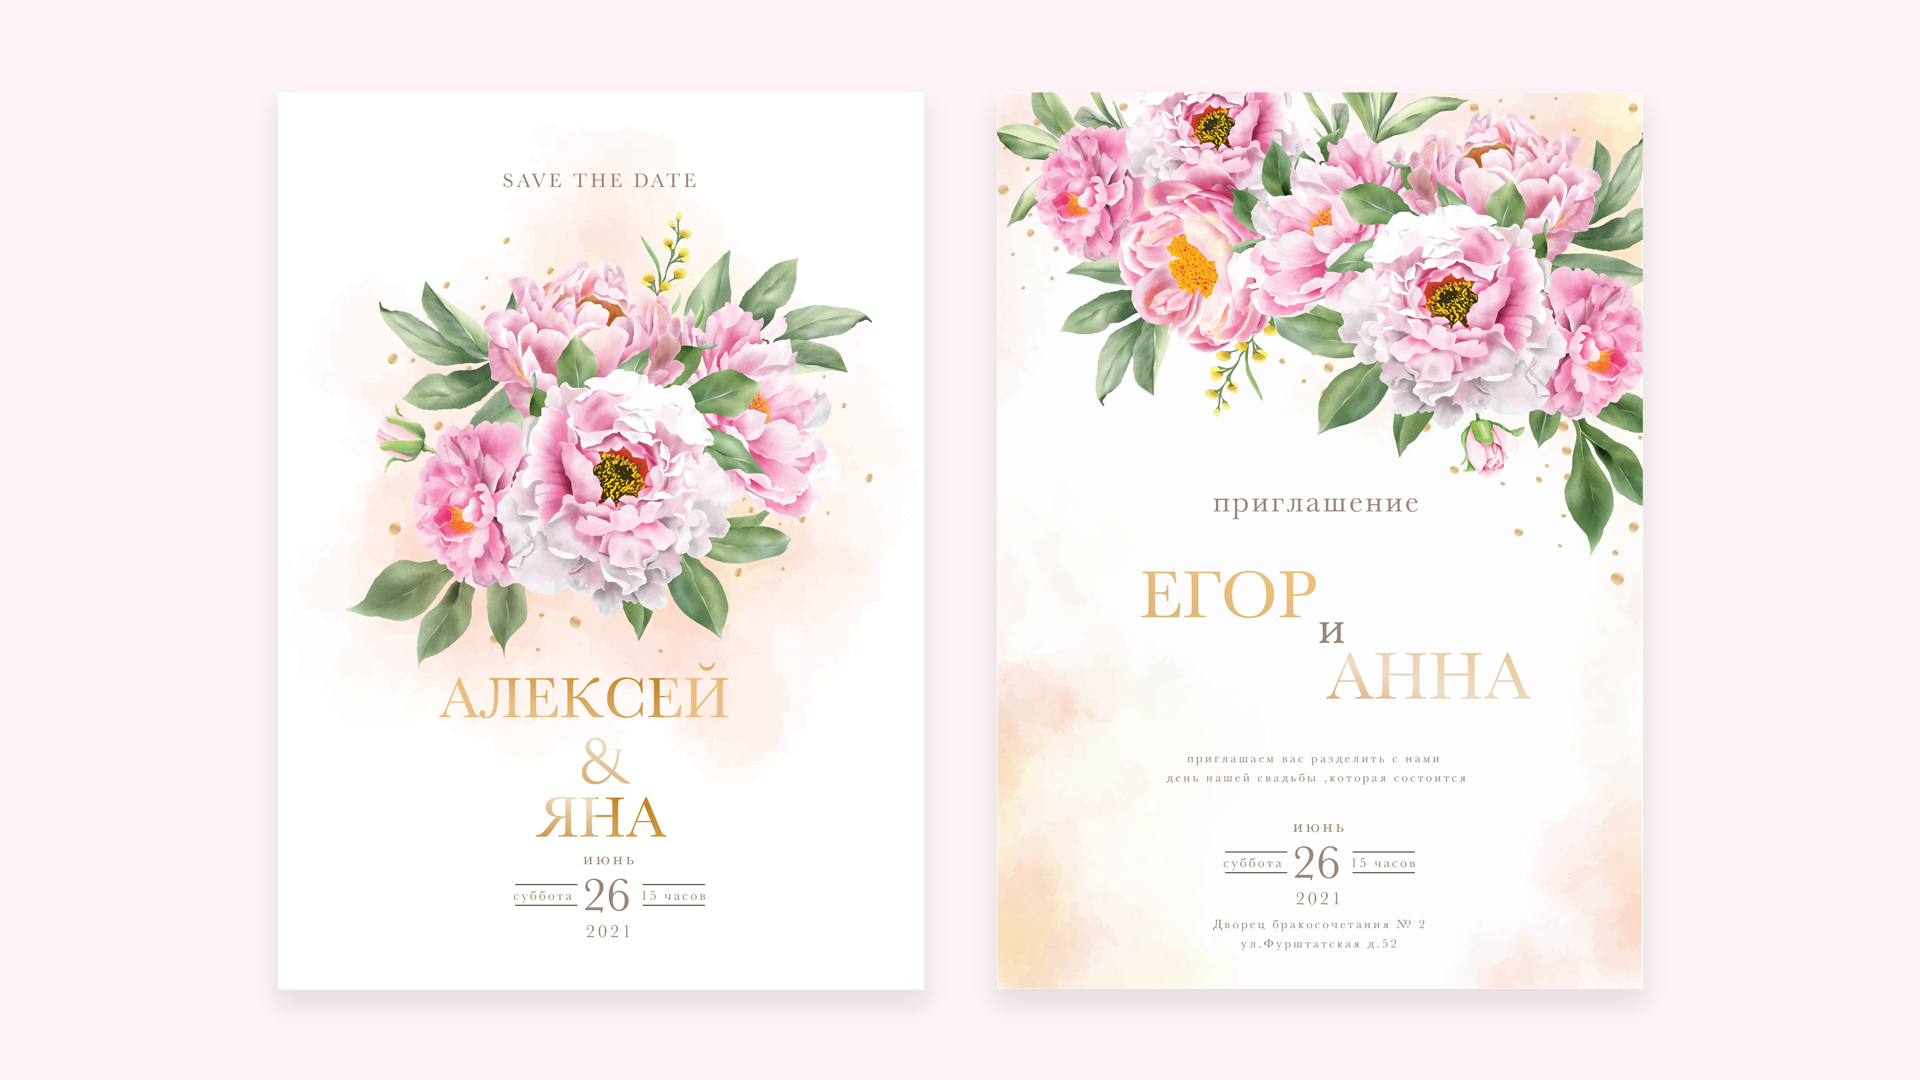 SAVE THE DATE
АЛЕКСЕЙ
&
ЯНА
июнь
суббота 26 15 часов
2021
приглашение
ЕГОР
и
АННА
приглашаем вас разделить с нами
день нашей свадьбы ,которая состоится
июнь
суббота 26 15 часов
2021
Дворец бракосочетания № 2
ул.Фурштатская д.52